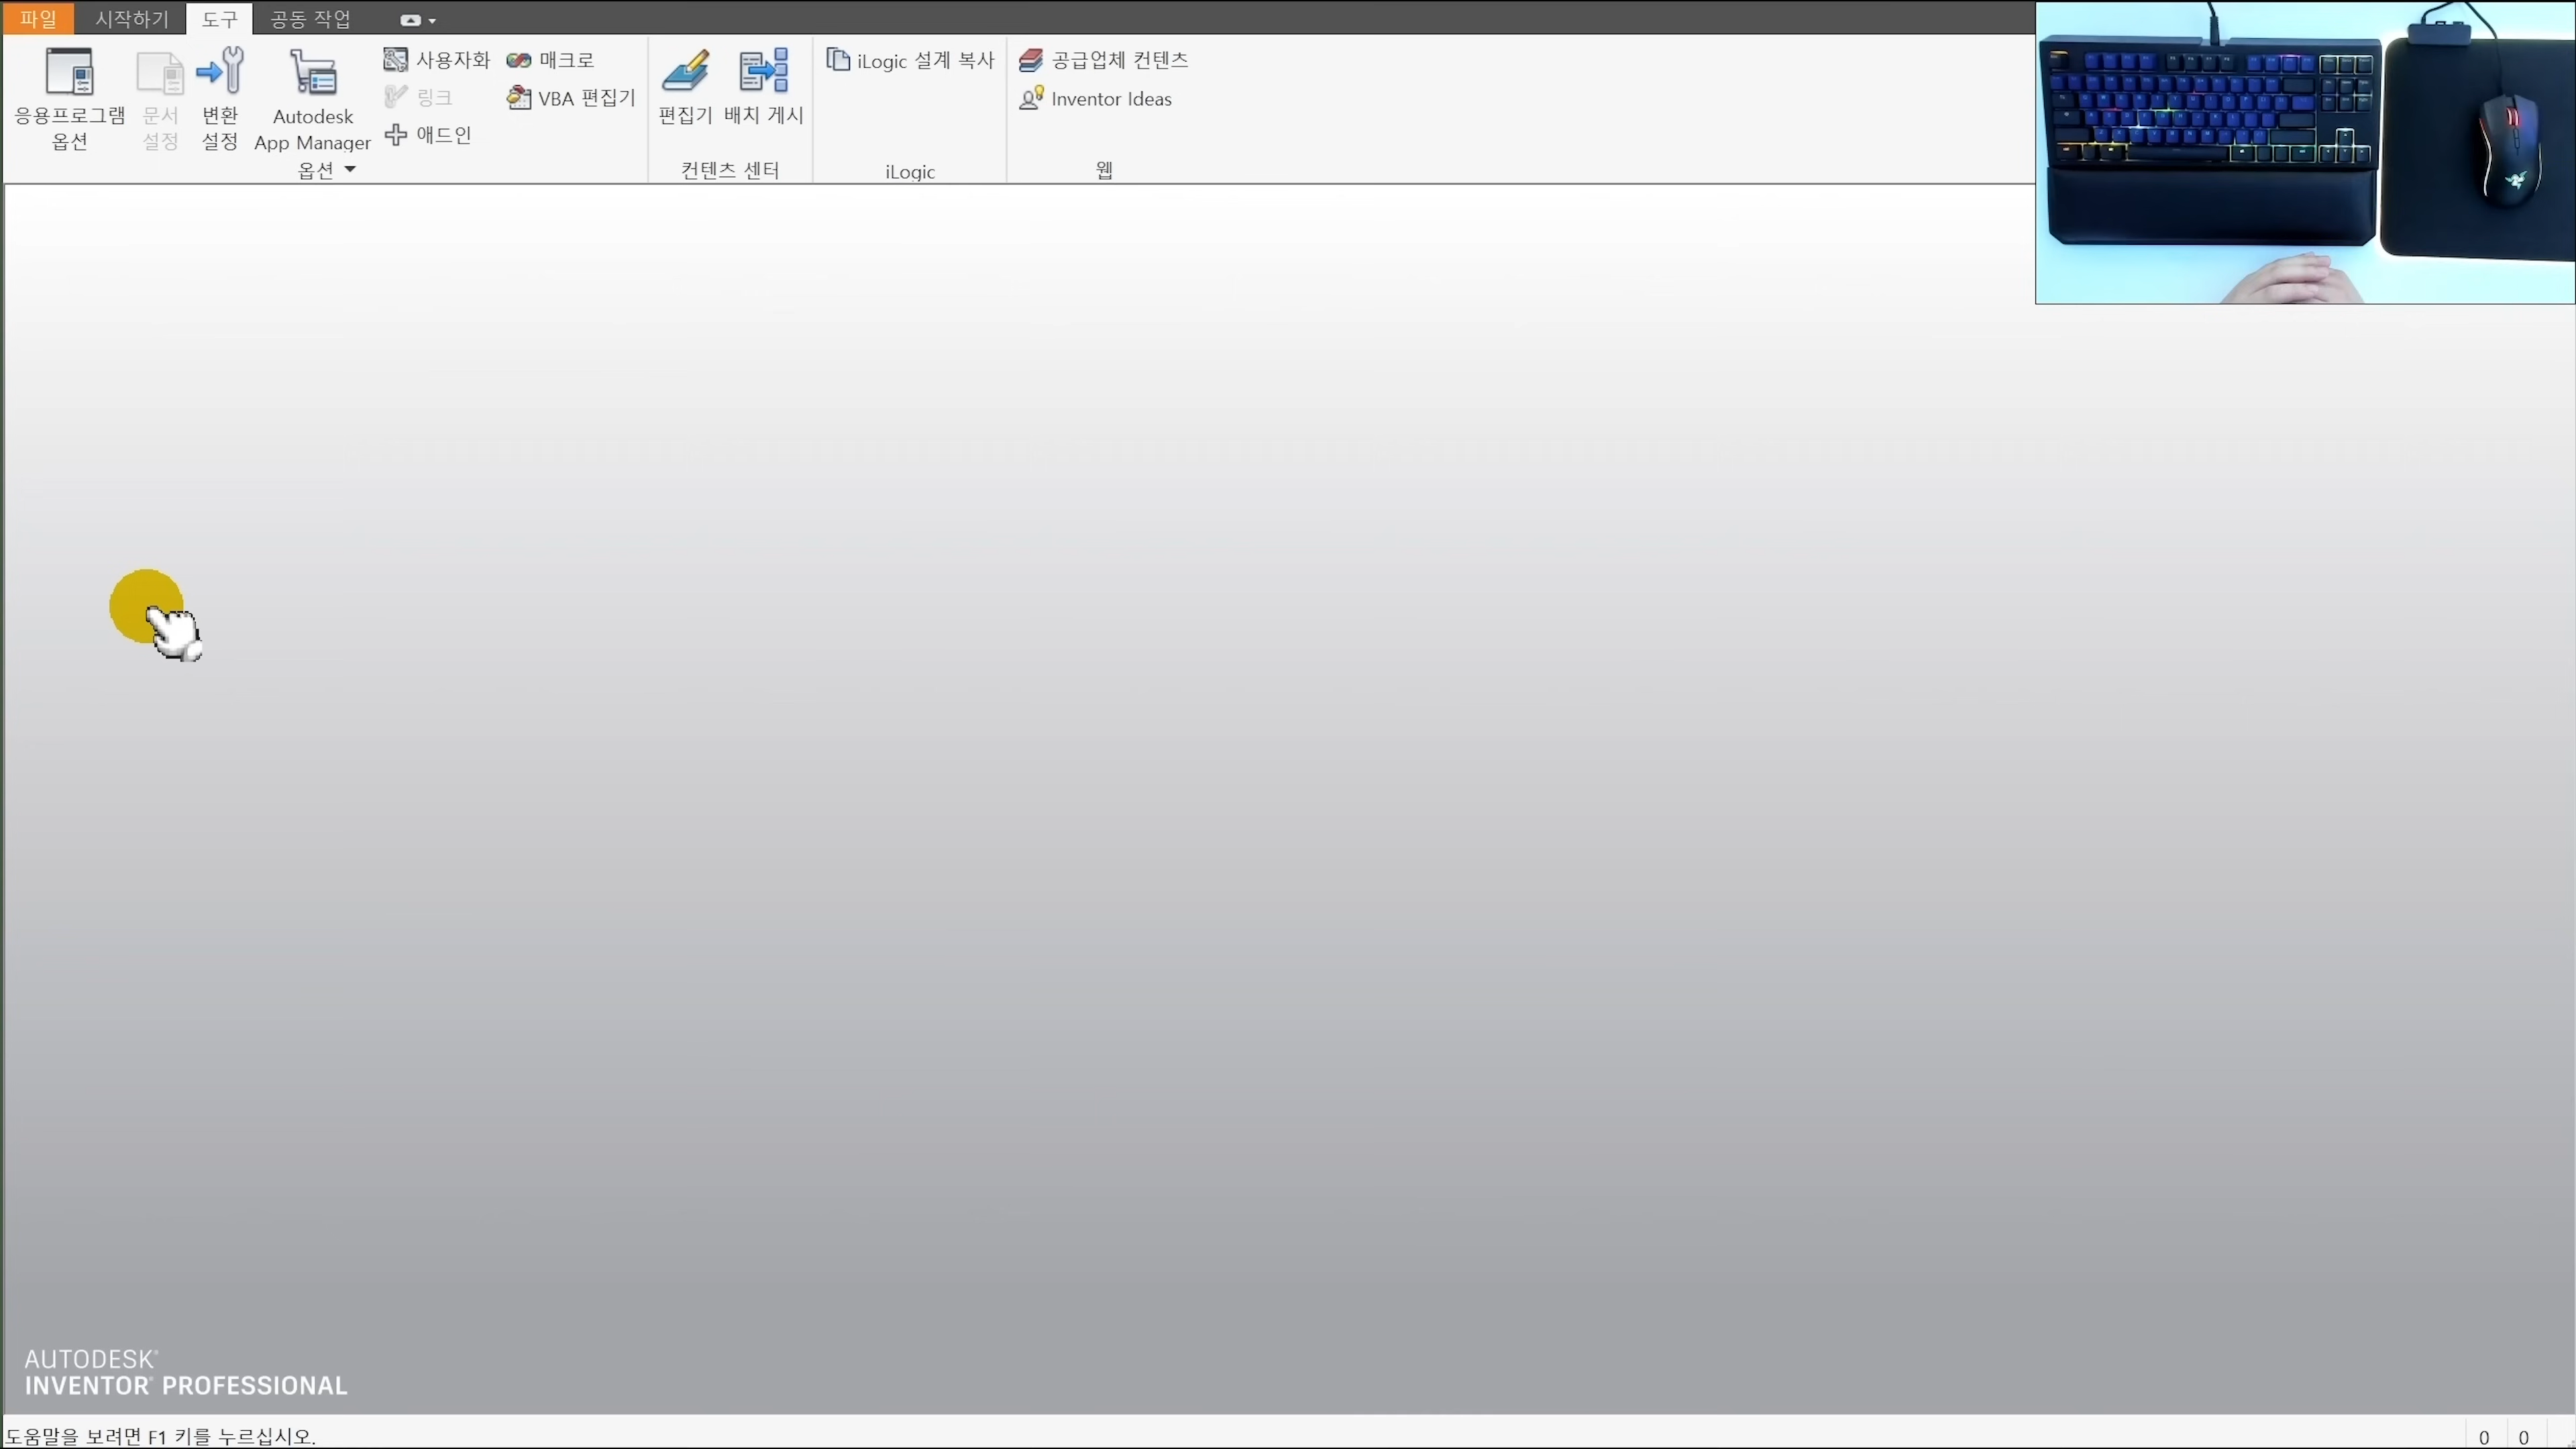 파일 시작하기 도구 공동 작업
응용프로그램
옵션
문서
설정
변환
설정
Autodesk
App Manager
사용자화
링크
애드인
매크로
VBA 편집기
옵션
편집기
배치 게시
컨텐츠 센터
iLogic 설계 복사
iLogic
공급업체 컨텐츠
Inventor Ideas
웹
AUTODESK®
INVENTOR® PROFESSIONAL
도움말을 보려면 F1 키를 누르십시오.
0 0